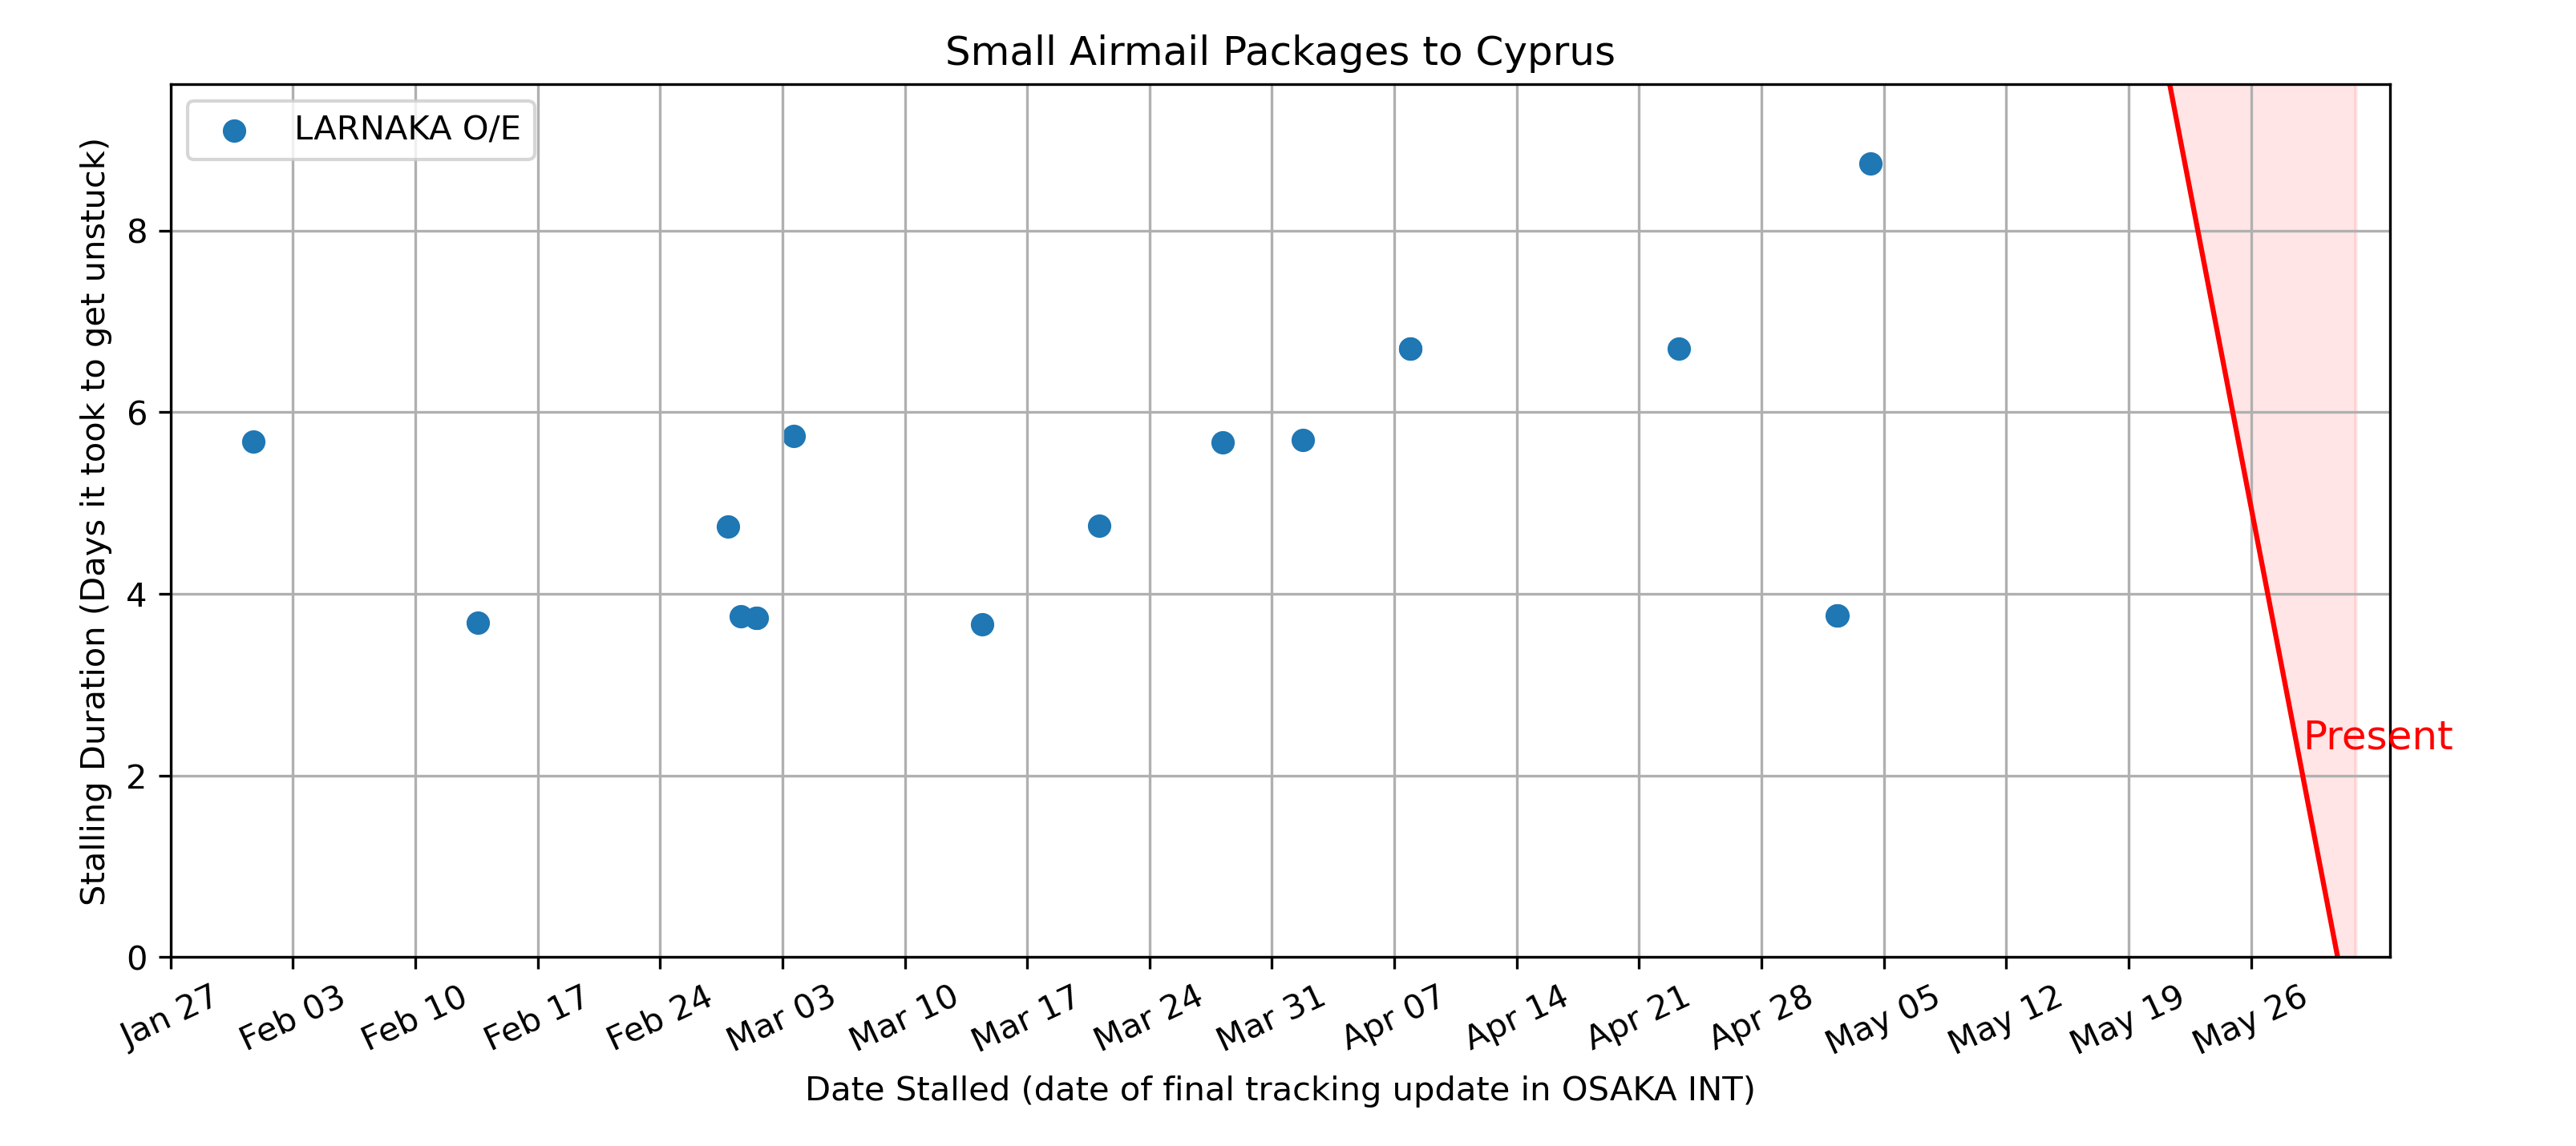 Small Airmail Packages to Cyprus
LARNAKA O/E
Stalling Duration (Days it took to get unstuck)
8
6
4
2
0
Present
Jan 27
Feb 03
Feb 10
Feb 17
Feb 24
Mar 03
Mar 10
Mar 17
Mar 24
Mar 31
Apr 07
Apr 14
Apr 21
Apr 28
May 05
May 12
May 19
May 26
Date Stalled (date of final tracking update in OSAKA INT)